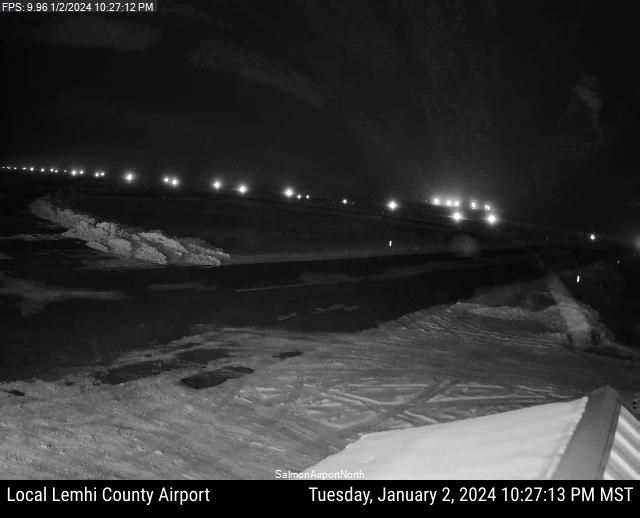 FPS: 9.96 1/2/2024 10:27:12 PM
SalmonAirportNorth
Local Lemhi County Airport Tuesday, January 2, 2024 10:27:13 PM MST